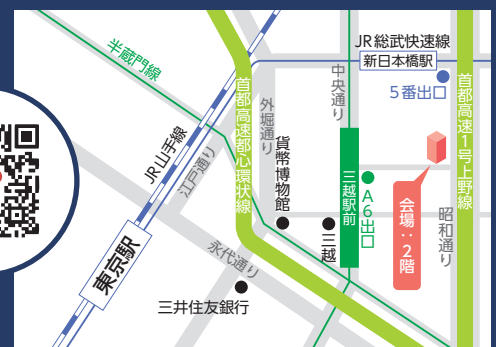 半蔵門線
JR総武快速線
新日本橋駅
5番出口
中央通り
首都高速都心環状線
外堀通り
首都高速1号上野線
JR山手線
江戸通り
貨幣博物館
三越駅前
A6出口
三越
会場：2階
昭和通り
永代通り
東京駅
三井住友銀行